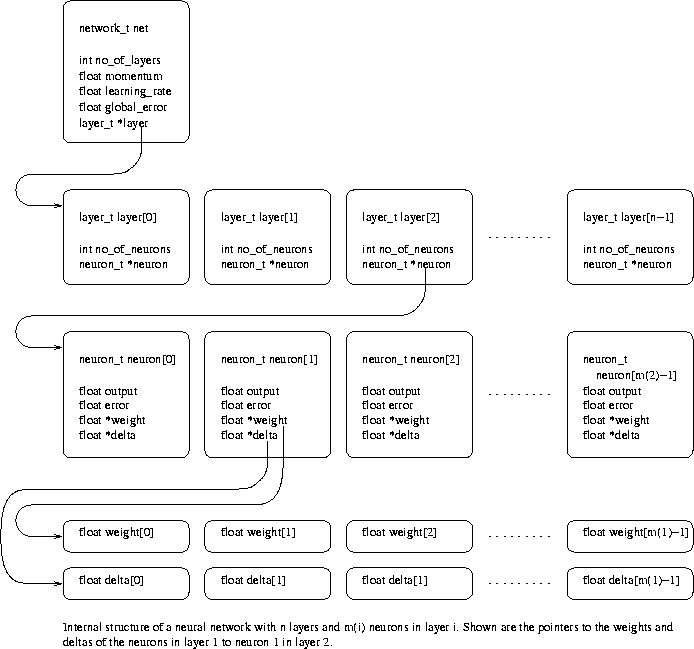 network_t net
int no_of_layers
float momentum
float learning_rate
float global_error
layer_t *layer
layer_t layer[0]
int no_of_neurons
neuron_t *neuron
layer_t layer[1]
int no_of_neurons
neuron_t *neuron
layer_t layer[2]
int no_of_neurons
neuron_t *neuron
. . . . . . . . .
layer_t layer[n−1]
int no_of_neurons
neuron_t *neuron
neuron_t neuron[0]
float output
float error
float *weight
float *delta
neuron_t neuron[1]
float output
float error
float *weight
float *delta
neuron_t neuron[2]
float output
float error
float *weight
float *delta
. . . . . . . . .
neuron_t
neuron[m(2)−1]
float output
float error
float *weight
float *delta
float weight[0]
float weight[1]
float weight[2]
. . . . . . . . .
float weight[m(1)−1]
float delta[0]
float delta[1]
float delta[1]
. . . . . . . . .
float delta[m(1)−1]
Internal structure of a neural network with n layers and m(i) neurons in layer i. Shown are the pointers to the weights and
deltas of the neurons in layer 1 to neuron 1 in layer 2.